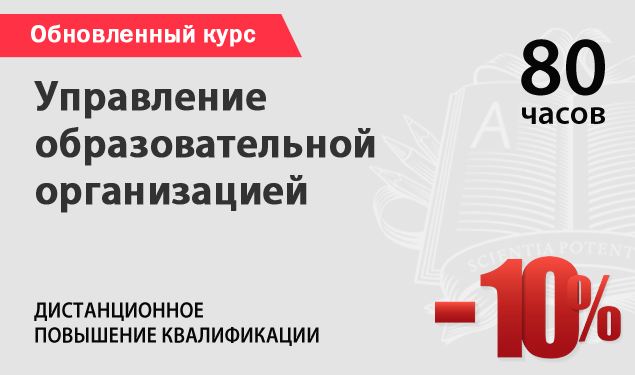 Обновленный курс
80
часов
Управление
образовательной
организацией
A
SCIENTIA POTENT
ДИСТАНЦИОННОЕ
ПОВЫШЕНИЕ КВАЛИФИКАЦИИ
-10%